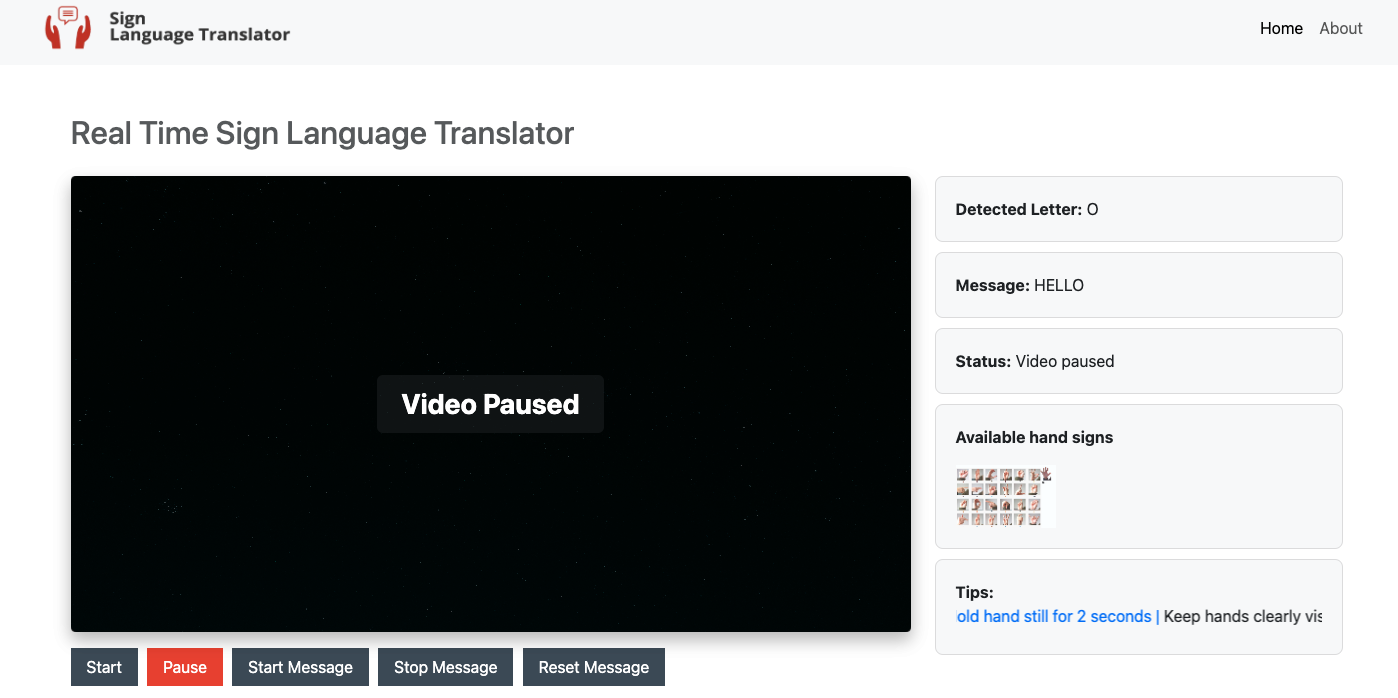 Sign
Language Translator
Home About
Real Time Sign Language Translator
Video Paused
Detected Letter: O
Message: HELLO
Status: Video paused
Available hand signs
Tips:
old hand still for 2 seconds | Keep hands clearly vis
Start Pause Start Message Stop Message Reset Message